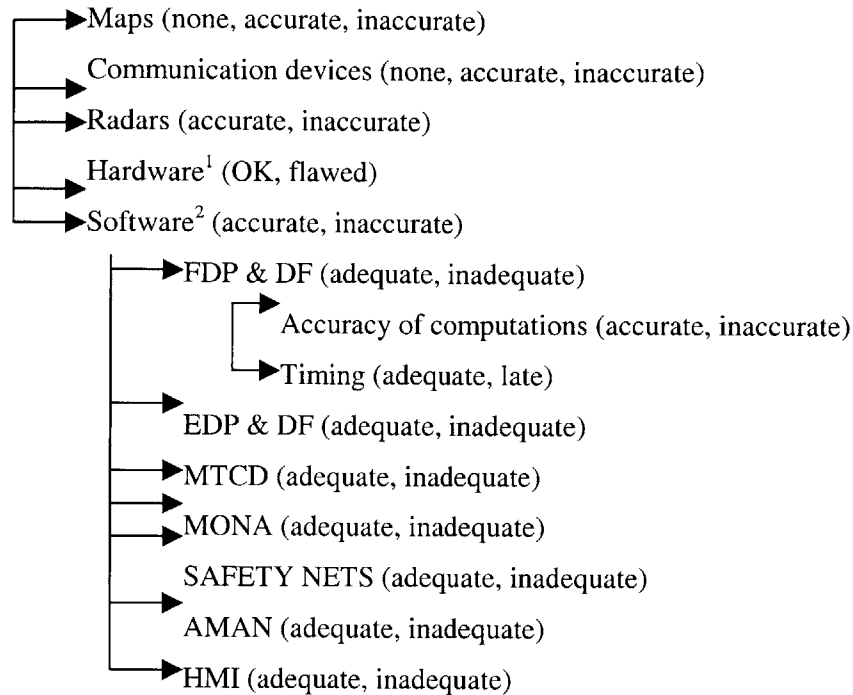 Maps (none, accurate, inaccurate)
Communication devices (none, accurate, inaccurate)
Radars (accurate, inaccurate)
Hardware¹ (OK, flawed)
Software² (accurate, inaccurate)
FDP & DF (adequate, inadequate)
Accuracy of computations (accurate, inaccurate)
Timing (adequate, late)
EDP & DF (adequate, inadequate)
MTCD (adequate, inadequate)
MONA (adequate, inadequate)
SAFETY NETS (adequate, inadequate)
AMAN (adequate, inadequate)
HMI (adequate, inadequate)